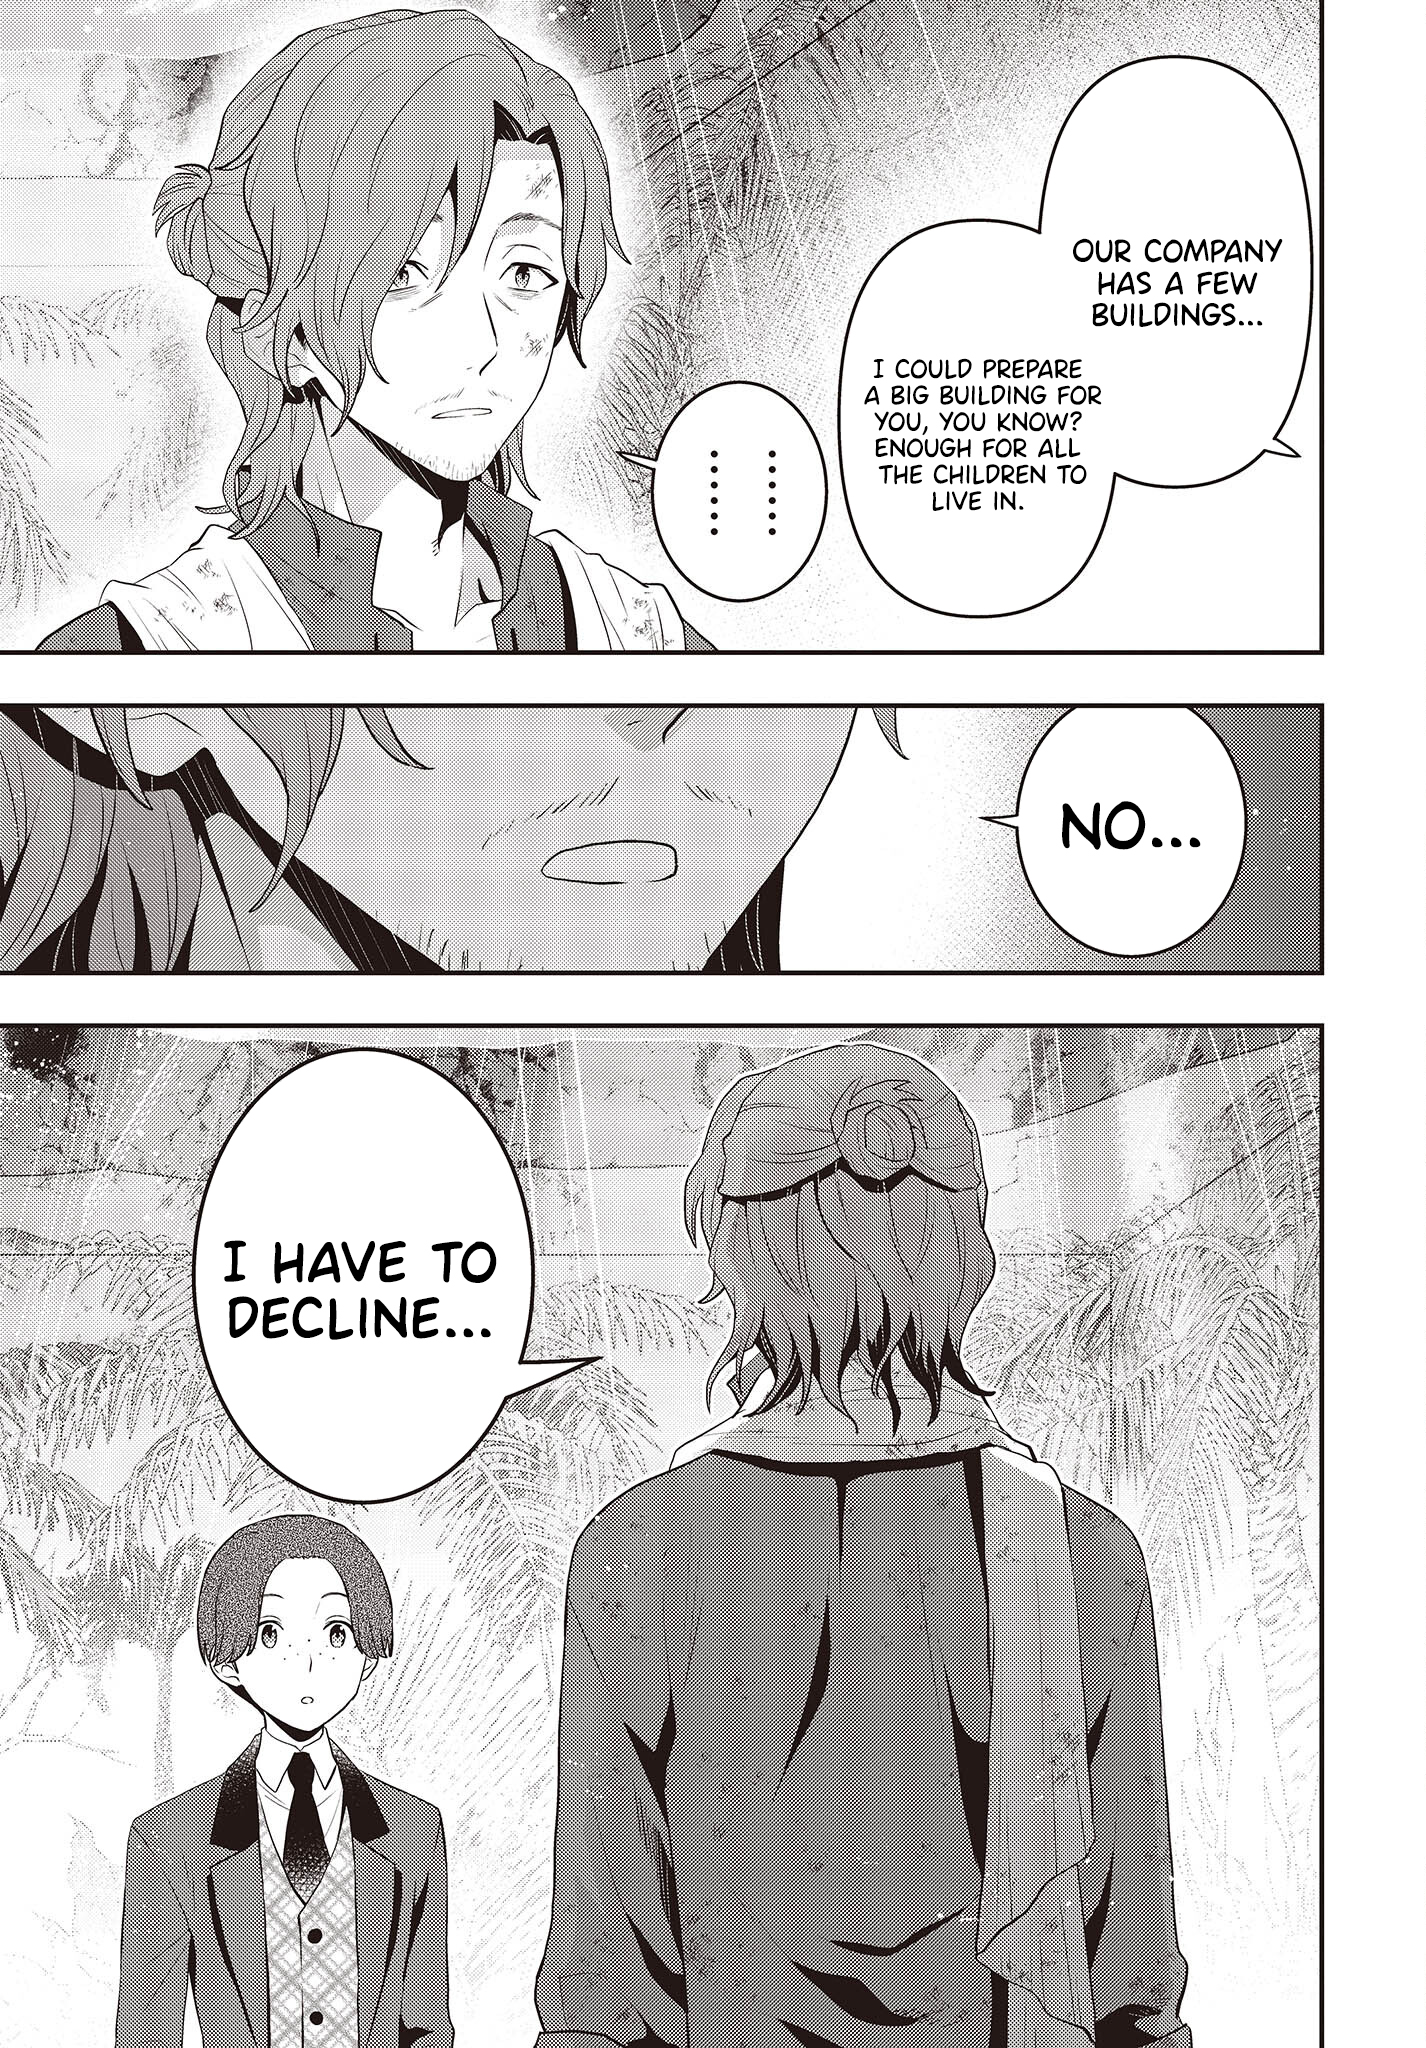 OUR COMPANY
HAS A FEW
BUILDINGS...
I COULD PREPARE
A BIG BUILDING FOR
YOU, YOU KNOW?
ENOUGH FOR ALL
THE CHILDREN TO
LIVE IN.
NO...
I HAVE TO
DECLINE...